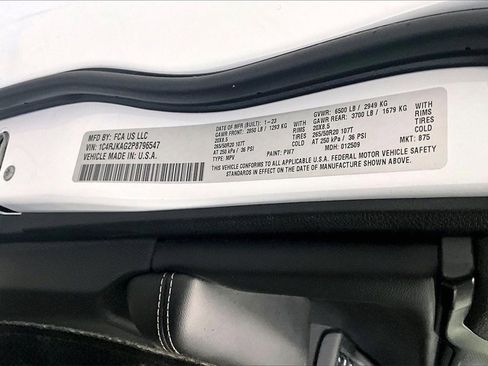 MFD BY: FCA US LLC
VIN: 1C4RJKAG2P8796547
VEHICLE MADE IN: U.S.A.
DATE OF MFR (BUILT): 1-23
GAWR FRONT: 2850 LB / 1293 KG WITH
20X8.5 RIMS
265/50R20 107T TIRES
AT 250 kPa / 36 PSI
TYPE: MPV
GVWR: 6500 LB / 2949 KG
GAWR REAR: 3700 LB / 1679 KG WITH
20X8.5 RIMS
265/50R20 107T TIRES
AT 250 kPa / 36 PSI
PAINT: PW7 MDH: 012509 MKT: 875
THIS VEHICLE CONFORMS TO ALL APPLICABLE U.S.A. FEDERAL MOTOR VEHICLE SAFETY STANDARDS
IN EFFECT ON THE DATE OF MANUFACTURE SHOWN ABOVE.